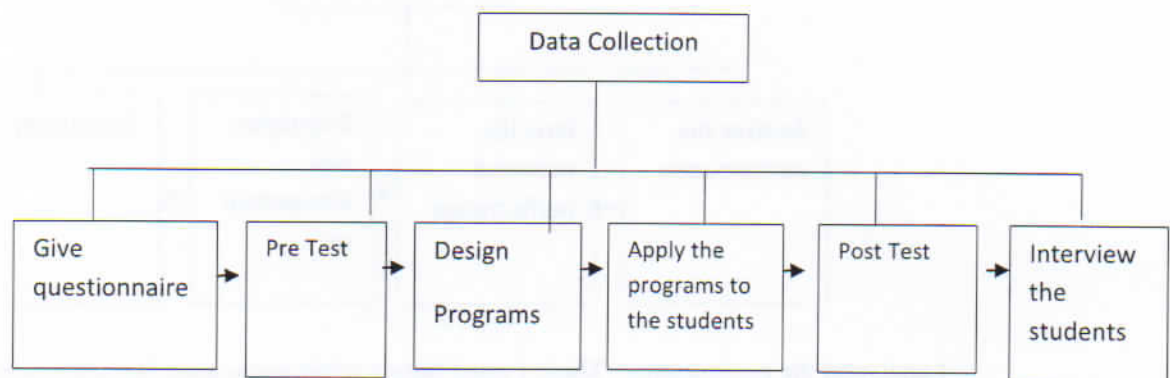 Data Collection
Give
questionnaire
Pre Test
Design
Programs
Apply the
programs to
the students
Post Test
Interview
the
students